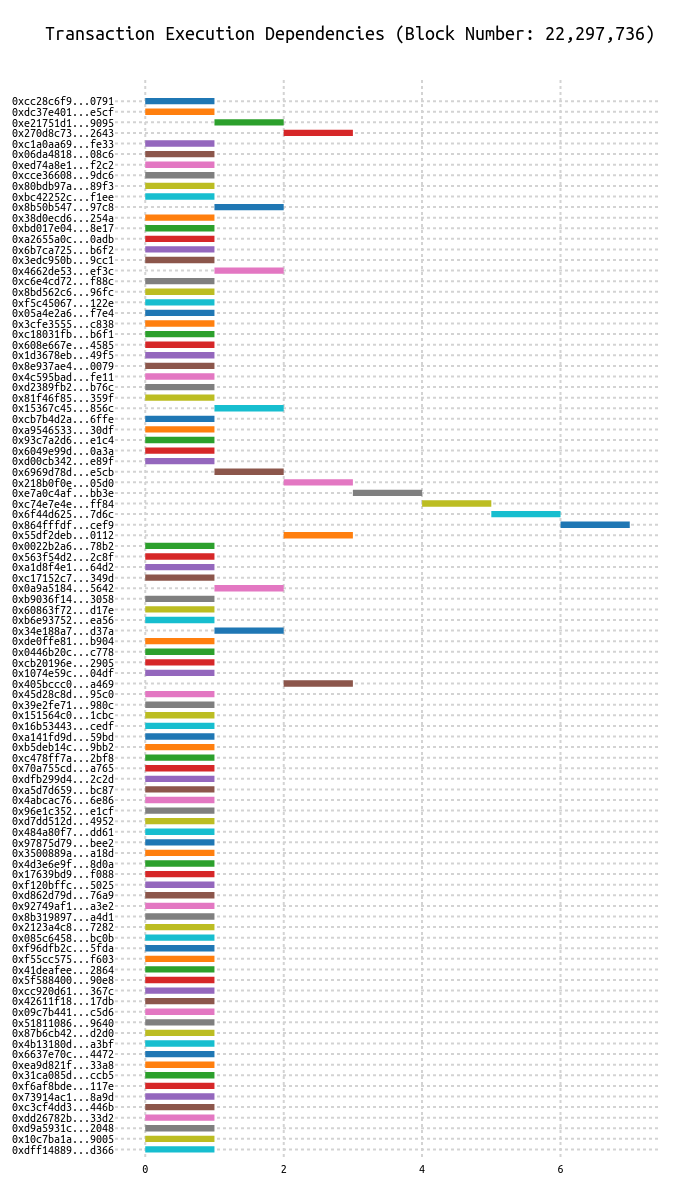 Transaction Execution Dependencies (Block Number: 22,297,736)
0xcc28c6f9...0791
0xdc37e401...e5cf
0xe21751d1...9095
0x270d8c73...2643
0xc1a0aa69...fe33
0x06da4818...08c6
0xed74a8e1...f2c2
0xcce36608...9dc6
0x80bdb97a...89f3
0xbc42252c...f1ee
0x8b50b547...97c8
0x38d0ecd6...254a
0xbd017e04...8e17
0xa2655a0c...0adb
0x6b7ca725...b6f2
0x3edc950b...9cc1
0x4662de53...ef3c
0xc6e4cd72...f88c
0x8bd562c6...96fc
0xf5c45067...122e
0x05a4e2a6...f7e4
0x3cfe3555...c838
0xc18031fb...b6f1
0x608e667e...4585
0x1d3678eb...49f5
0x8e937ae4...0079
0x4c595bad...fe11
0xd2389fb2...b76c
0x81f46f85...359f
0x15367c45...856c
0xcb7b4d2a...6ffe
0xa9546533...30df
0x93c7a2d6...e1c4
0x6049e99d...0a3a
0xd00cb342...e89f
0x6969d78d...e5cb
0x218b0f0e...05d0
0xe7a0c4af...bb3e
0xc74e7e4e...ff84
0x6f44d625...7d6c
0x864fffdf...cef9
0x55df2deb...0112
0x0022b2a6...78b2
0x563f54d2...2c8f
0xa1d8f4e1...64d2
0xc17152c7...349d
0x0a9a5184...5642
0xb9036f14...3058
0x60863f72...d17e
0xb6e93752...ea56
0x34e188a7...d37a
0xde0ffe81...b904
0x0446b20c...c778
0xcb20196e...2905
0x1074e59c...04df
0x405bccc0...a469
0x45d28c8d...95c0
0x39e2fe71...980c
0x151564c0...1cbc
0x16b53443...cedf
0xa141fd9d...59bd
0xb5deb14c...9bb2
0xc478ff7a...2bf8
0x70a755cd...a765
0xdfb299d4...2c2d
0xa5d7d659...bc87
0x4abcac76...6e86
0x96e1c352...e1cf
0xd7dd512d...4952
0x484a80f7...dd61
0x97875d79...bee2
0x3500889a...a18d
0x4d3e6e9f...8d0a
0x17639bd9...f088
0xf120bffc...5025
0xd862d79d...76a9
0x92749af1...a3e2
0x8b319897...a4d1
0x2123a4c8...7282
0x085c6458...bc0b
0xf96dfb2c...5fda
0xf55cc575...f603
0x41deafee...2864
0x5f588400...90e8
0xcc920d61...367c
0x42611f18...17db
0x09c7b441...c5d6
0x51811086...9640
0x87b6cb42...d2d0
0x4b13180d...a3bf
0x6637e70c...4472
0xea9d821f...33a8
0x31ca085d...ccb5
0xf6af8bde...117e
0x73914ac1...8a9d
0xc3cf4dd3...446b
0xdd26782b...33d2
0xd9a5931c...2048
0x10c7ba1a...9005
0xdff14889...d366
0 2 4 6